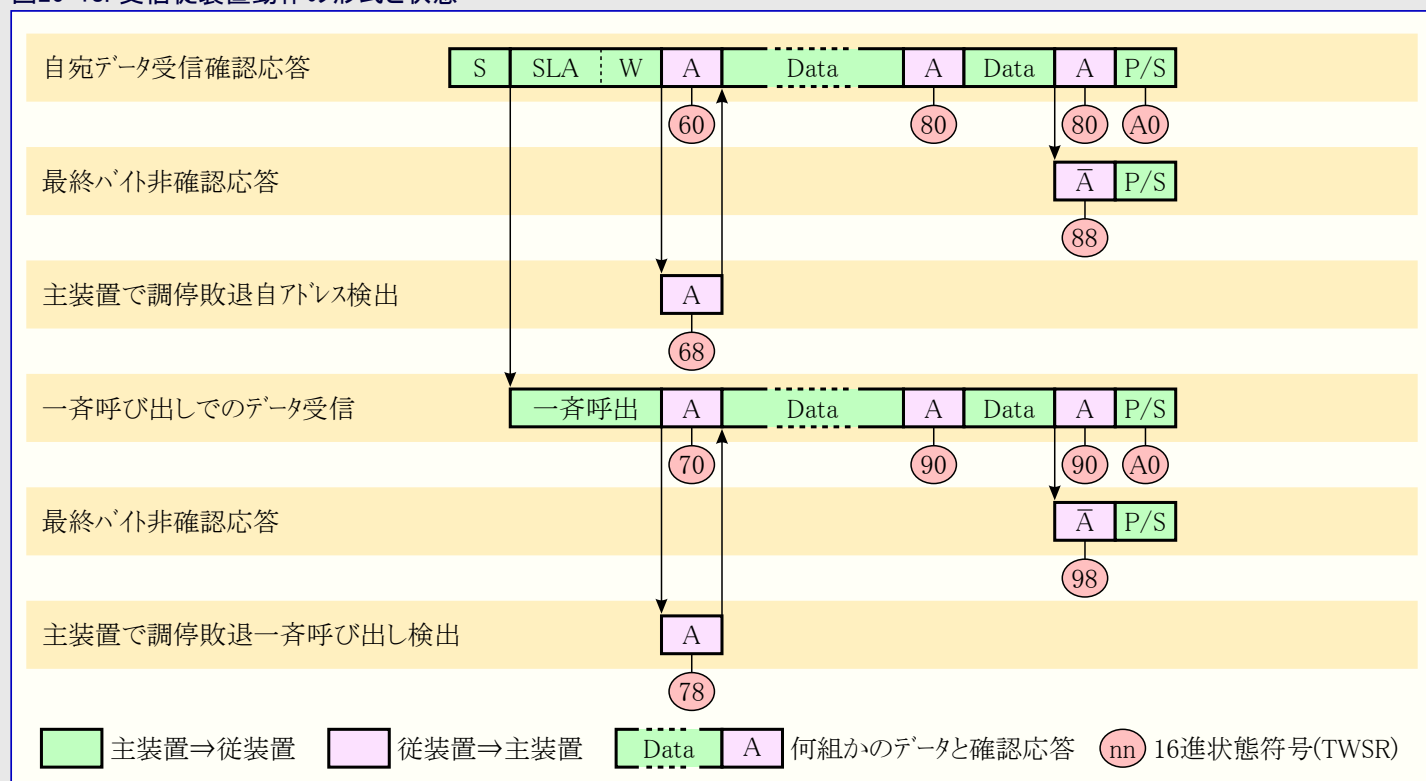 自宛データ受信確認応答 S SLA W A Data A Data A P/S
60 80 80 A0
最終バイト非確認応答 A̅ P/S
88
主装置で調停敗退自アドレス検出 A
68
一斉呼び出しでのデータ受信 一斉呼出 A Data A Data A P/S
70 90 90 A0
最終バイト非確認応答 A̅ P/S
98
主装置で調停敗退一斉呼び出し検出 A
78
主装置⇒従装置 従装置⇒主装置 Data A 何組かのデータと確認応答 nn 16進状態符号(TWSR)